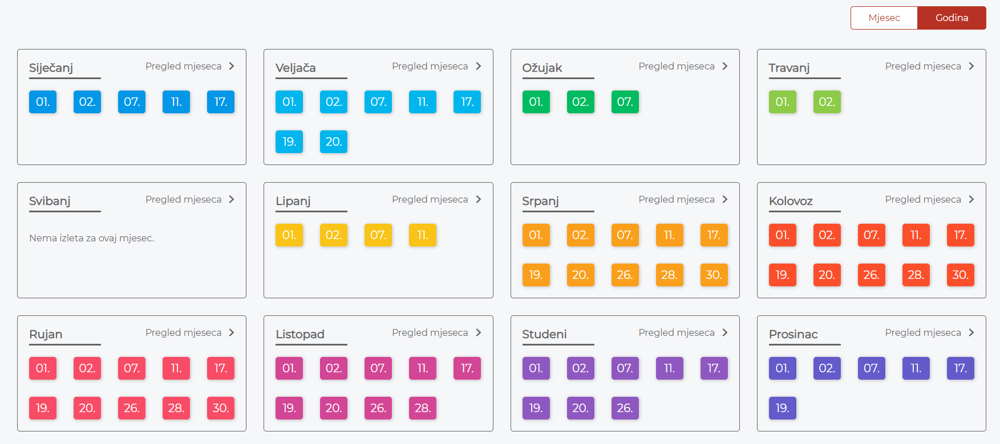 Mjesec Godina
Siječanj Pregled mjeseca
01. 02. 07. 11. 17.
Veljača Pregled mjeseca
01. 02. 07. 11. 17.
19. 20.
Ožujak Pregled mjeseca
01. 02. 07.
Travanj Pregled mjeseca
01. 02.
Svibanj Pregled mjeseca
Nema izleta za ovaj mjesec.
Lipanj Pregled mjeseca
01. 02. 07. 11.
Srpanj Pregled mjeseca
01. 02. 07. 11. 17.
19. 20. 26. 28. 30.
Kolovoz Pregled mjeseca
01. 02. 07. 11. 17.
19. 20. 26. 28. 30.
Rujan Pregled mjeseca
01. 02. 07. 11. 17.
19. 20. 26. 28. 30.
Listopad Pregled mjeseca
01. 02. 07. 11. 17.
19. 20. 26. 28.
Studeni Pregled mjeseca
01. 02. 07. 11. 17.
19. 20. 26.
Prosinac Pregled mjeseca
01. 02. 07. 11. 17.
19.